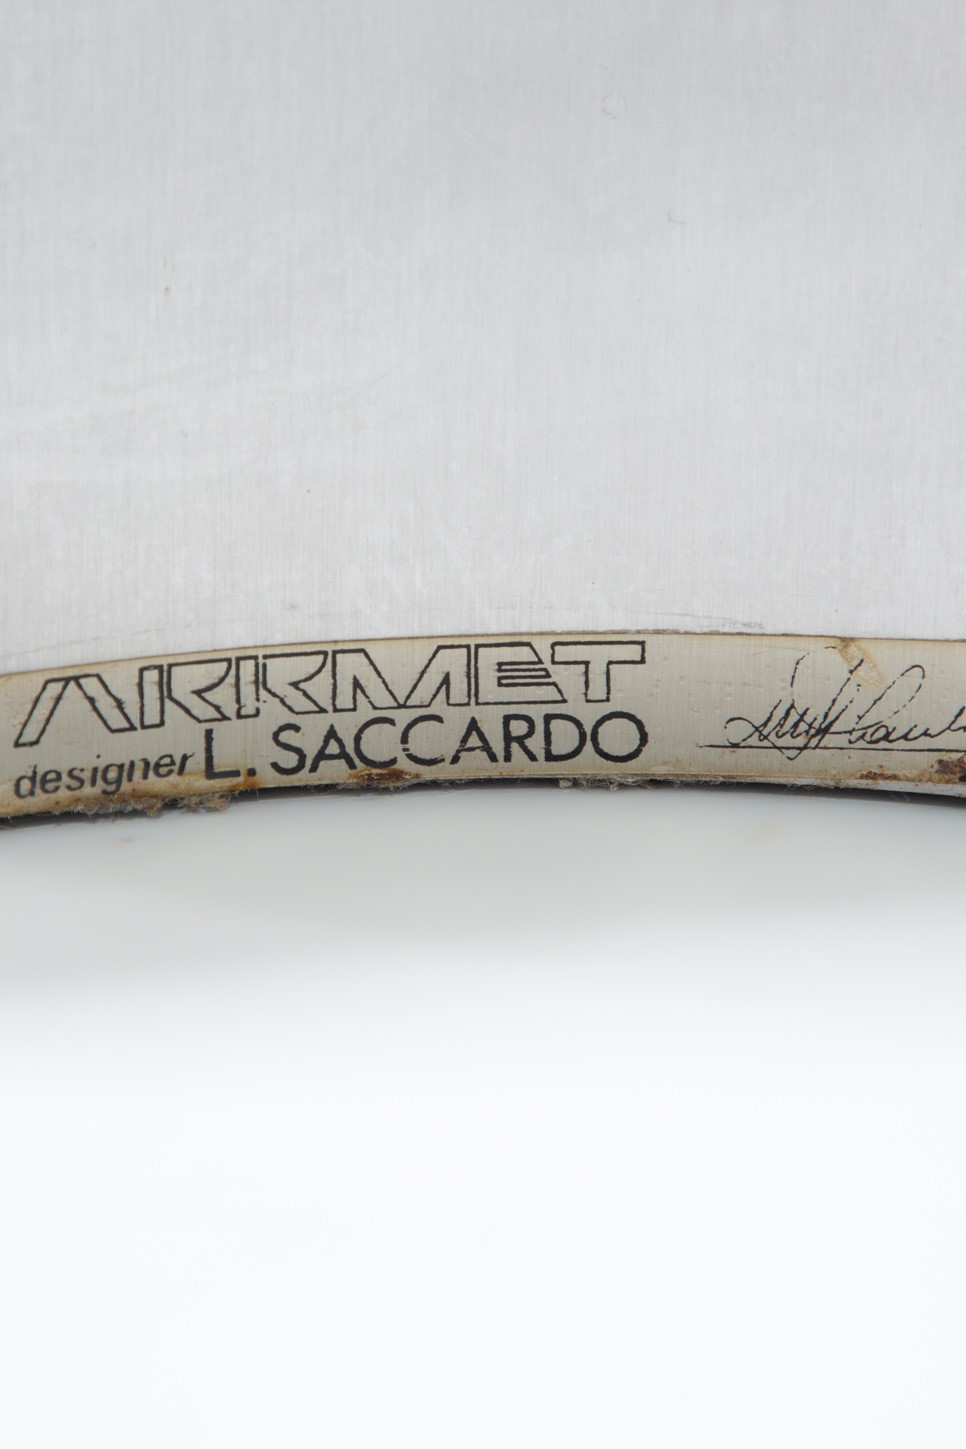 ARRMET
designer L. SACCARDO